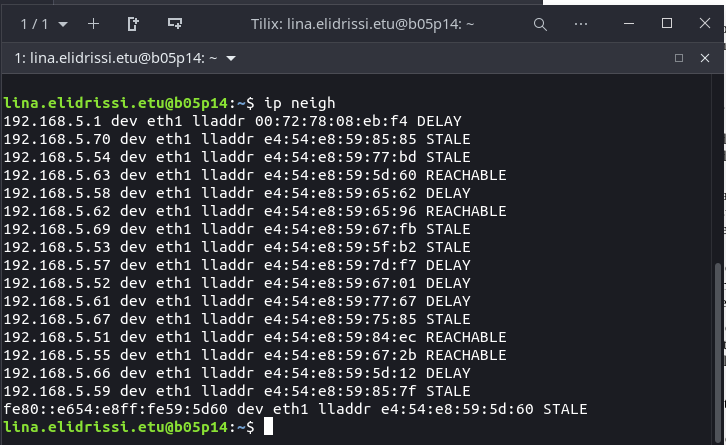 1 / 1
Tilix: lina.elidrissi.etu@b05p14: ~
1: lina.elidrissi.etu@b05p14: ~
lina.elidrissi.etu@b05p14:~$ ip neigh
192.168.5.1 dev eth1 lladdr 00:72:78:08:eb:f4 DELAY
192.168.5.70 dev eth1 lladdr e4:54:e8:59:85:85 STALE
192.168.5.54 dev eth1 lladdr e4:54:e8:59:77:bd STALE
192.168.5.63 dev eth1 lladdr e4:54:e8:59:5d:60 REACHABLE
192.168.5.58 dev eth1 lladdr e4:54:e8:59:65:62 DELAY
192.168.5.62 dev eth1 lladdr e4:54:e8:59:65:96 REACHABLE
192.168.5.69 dev eth1 lladdr e4:54:e8:59:67:fb STALE
192.168.5.53 dev eth1 lladdr e4:54:e8:59:5f:b2 STALE
192.168.5.57 dev eth1 lladdr e4:54:e8:59:7d:f7 DELAY
192.168.5.52 dev eth1 lladdr e4:54:e8:59:67:01 DELAY
192.168.5.61 dev eth1 lladdr e4:54:e8:59:77:67 DELAY
192.168.5.67 dev eth1 lladdr e4:54:e8:59:75:85 STALE
192.168.5.51 dev eth1 lladdr e4:54:e8:59:84:ec REACHABLE
192.168.5.55 dev eth1 lladdr e4:54:e8:59:67:2b REACHABLE
192.168.5.66 dev eth1 lladdr e4:54:e8:59:5d:12 DELAY
192.168.5.59 dev eth1 lladdr e4:54:e8:59:85:7f STALE
fe80::e654:e8ff:fe59:5d60 dev eth1 lladdr e4:54:e8:59:5d:60 STALE
lina.elidrissi.etu@b05p14:~$